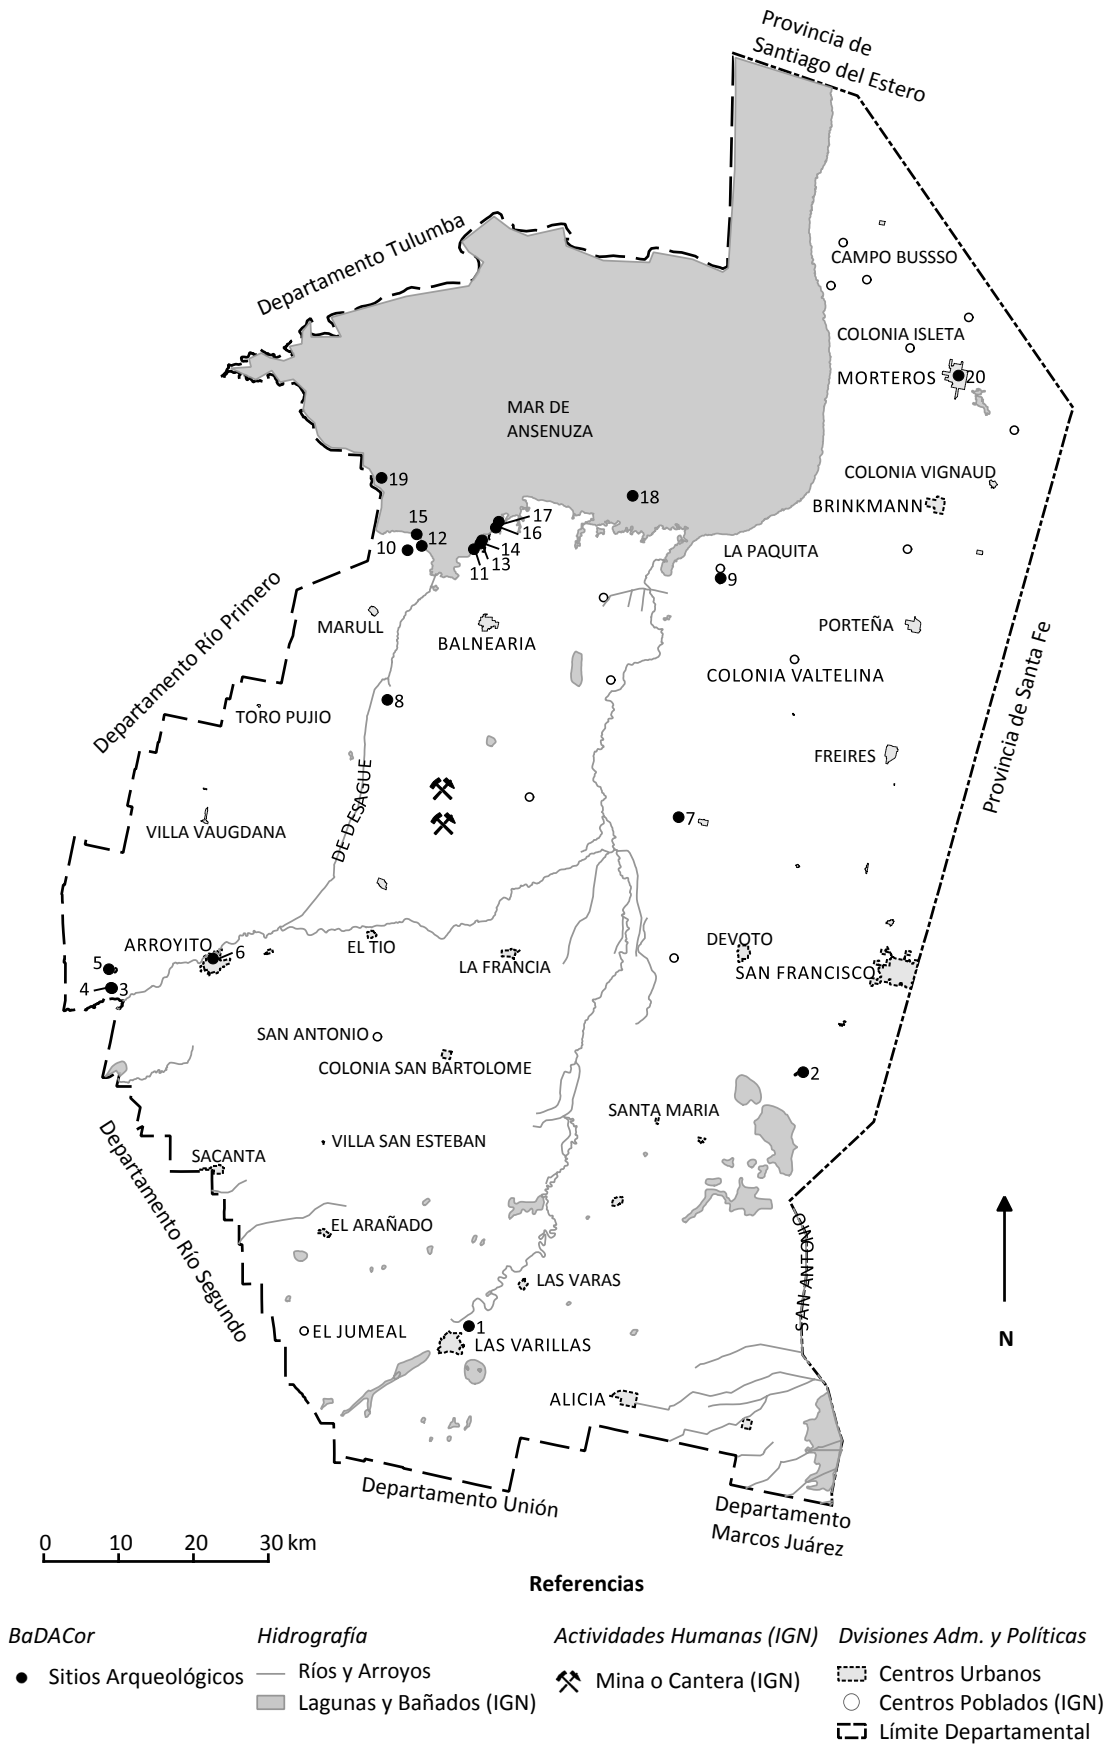 Provincia de
Santiago del Estero
Departamento Tulumba
CAMPO BUSSSO
COLONIA ISLETA
MORTEROS
20
MAR DE
ANSENUZA
COLONIA VIGNAUD
BRINKMANN
19
18
17
16
15
12
10
14
13
11
LA PAQUITA
9
Departamento Río Primero
MARULL
BALNEARIA
PORTEÑA
COLONIA VALTELINA
Provincia de Santa Fe
8
TORO PUJIO
FREIRES
DE DESAGUE
7
VILLA VAUGDANA
ARROYITO
6
EL TIO
LA FRANCIA
DEVOTO
SAN FRANCISCO
5
4
3
SAN ANTONIO
COLONIA SAN BARTOLOME
2
SANTA MARIA
VILLA SAN ESTEBAN
SACANTA
Departamento Río Segundo
EL ARAÑADO
SAN ANTONIO
LAS VARAS
N
EL JUMEAL
1
LAS VARILLAS
ALICIA
Departamento Unión
Departamento
Marcos Juárez
0 10 20 30 km
Referencias
BaDACor
Sitios Arqueológicos
Hidrografía
Ríos y Arroyos
Lagunas y Bañados (IGN)
Actividades Humanas (IGN)
Mina o Cantera (IGN)
Dvisiones Adm. y Políticas
Centros Urbanos
Centros Poblados (IGN)
Límite Departamental